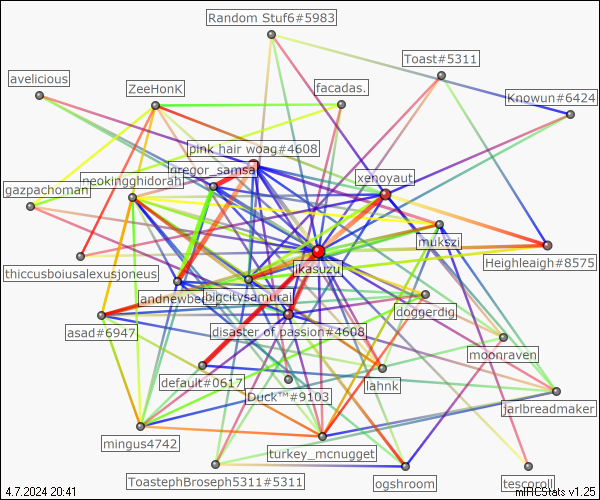 Random Stuf6#5983
Toast#5311
avelicious
ZeeHonK
facadas.
Knowun#6424
pink hair woag#4608
gregor_samsa
xenoyaut
neokingghidorah
gazpachoman
mukszi
Heighleaigh#8575
thiccusboiusalexusjoneus
ikasuzu
andnewbee
bigcitysamurai
doggerdig
asad#6947
disaster of passion#4608
moonraven
default#0617
Duck™#9103
lahnk
jarlbreadmaker
mingus4742
turkey_mcnugget
ToastephBroseph5311#5311
ogshroom
tescoroll
4.7.2024 20:41
mIRCStats v1.25